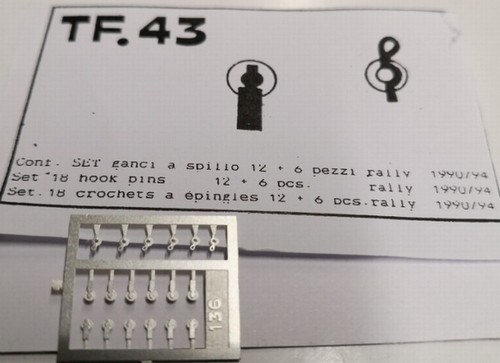 TF.43
Conf. SET ganci a spillo 12 + 6 pezzi rally 1990/94
Set 18 hook pins 12 + 6 pcs. rally 1990/94
Set.18 crochets a épingles 12 + 6 pcs.rally 1990/94
136